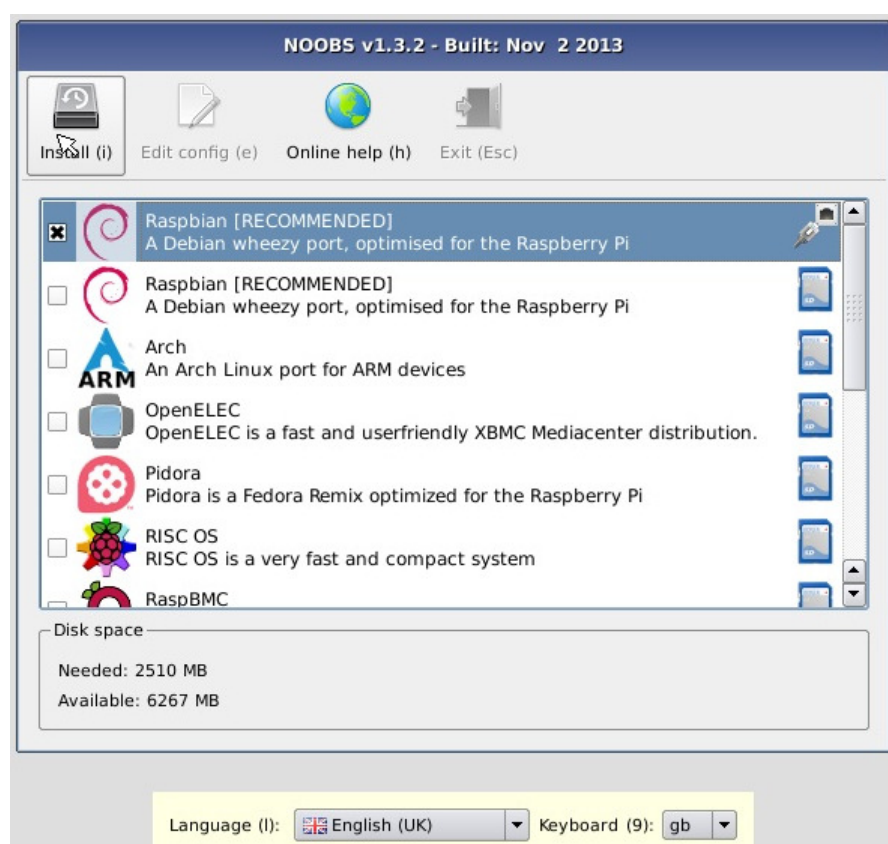 NOOBS v1.3.2 - Built: Nov 2 2013
Install (i) Edit config (e) Online help (h) Exit (Esc)
Raspbian [RECOMMENDED]
A Debian wheezy port, optimised for the Raspberry Pi
Raspbian [RECOMMENDED]
A Debian wheezy port, optimised for the Raspberry Pi
ARM
Arch
An Arch Linux port for ARM devices
OpenELEC
OpenELEC is a fast and userfriendly XBMC Mediacenter distribution.
Pidora
Pidora is a Fedora Remix optimized for the Raspberry Pi
RISC OS
RISC OS is a very fast and compact system
RaspBMC
Disk space
Needed: 2510 MB
Available: 6267 MB
Language (l): English (UK) Keyboard (9): gb